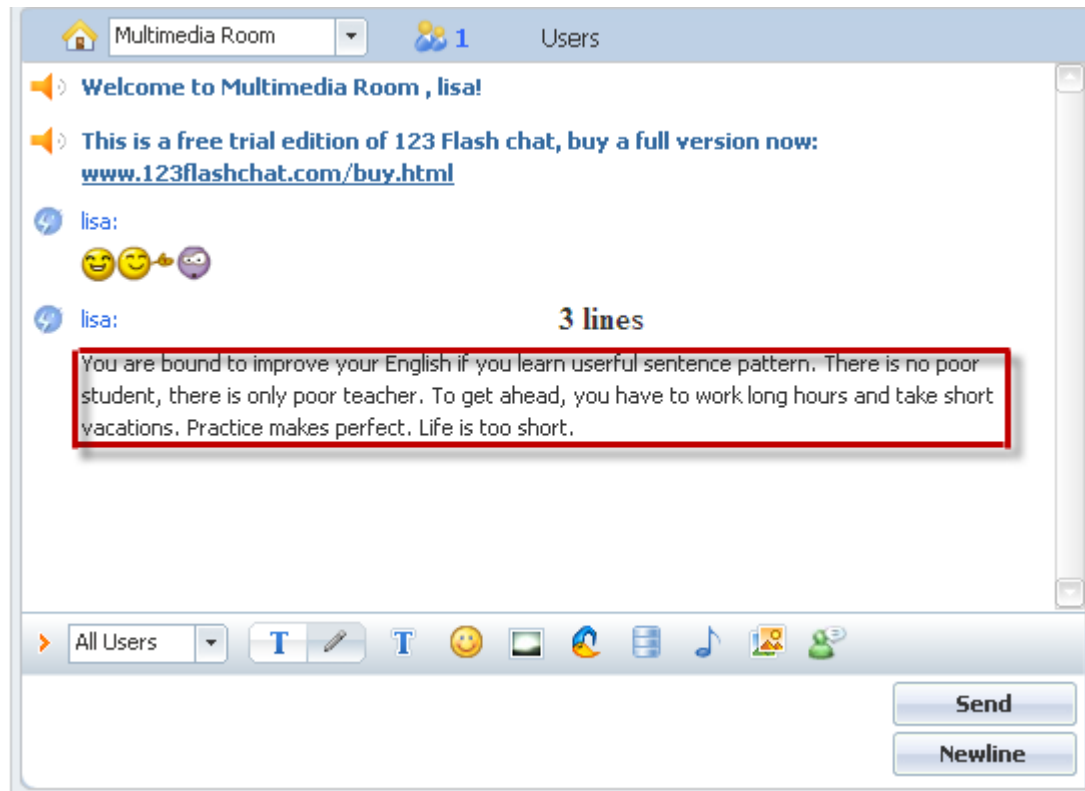 Multimedia Room
1 Users
Welcome to Multimedia Room , lisa!
This is a free trial edition of 123 Flash chat, buy a full version now:
www.123flashchat.com/buy.html
lisa:
lisa:
3 lines
You are bound to improve your English if you learn userful sentence pattern. There is no poor
student, there is only poor teacher. To get ahead, you have to work long hours and take short
vacations. Practice makes perfect. Life is too short.
All Users
T
T
Send
Newline